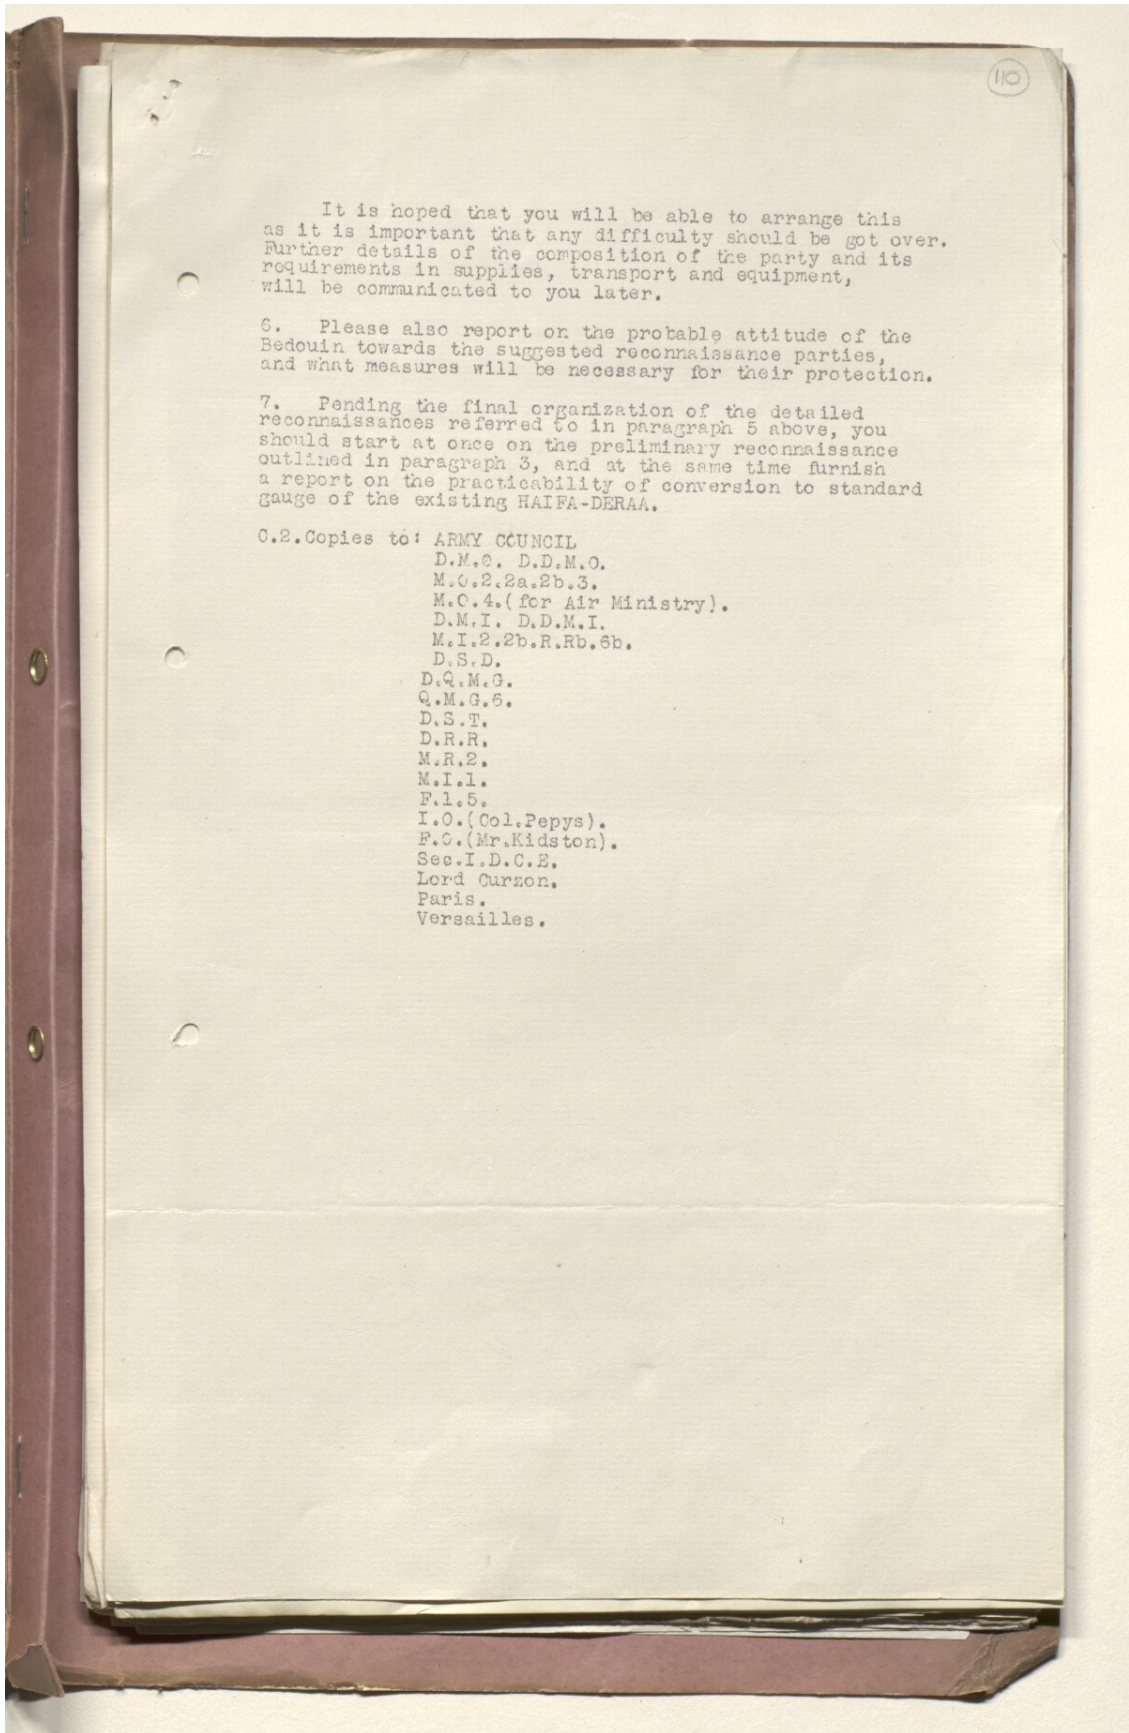 110
It is hoped that you will be able to arrange this
as it is important that any difficulty should be got over.
Further details of the composition of the party and its
requirements in supplies, transport and equipment,
will be communicated to you later.
6. Please also report on the probable attitude of the
Bedouin towards the suggested reconnaissance parties,
and what measures will be necessary for their protection.
7. Pending the final organization of the detailed
reconnaissances referred to in paragraph 5 above, you
should start at once on the preliminary reconnaissance
outlined in paragraph 3, and at the same time furnish
a report on the practicability of conversion to standard
gauge of the existing HAIFA-DERAA.
C.2.Copies to: ARMY COUNCIL
D.M.O. D.D.M.O.
M.O.2.2a.2b.3.
M.O.4.(for Air Ministry).
D.M.I. D.D.M.I.
M.I.2.2b.R.Rb.6b.
D.S.D.
D.Q.M.G.
Q.M.G.6.
D.S.T.
D.R.R.
M.R.2.
M.I.1.
F.1.5.
I.O.(Col.Pepys).
F.O.(Mr.Kidston).
Sec.I.D.C.E.
Lord Curzon.
Paris.
Versailles.